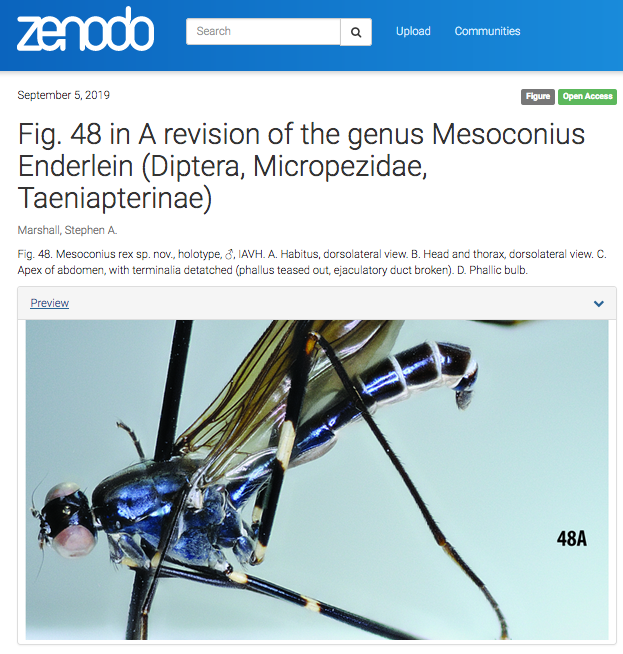 zenodo
Search
Upload
Communities
September 5, 2019
Figure
Open Access
Fig. 48 in A revision of the genus Mesoconius
Enderlein (Diptera, Micropezidae,
Taeniapterinae)
Marshall, Stephen A.
Fig. 48. Mesoconius rex sp. nov., holotype, ♂, IAVH. A. Habitus, dorsolateral view. B. Head and thorax, dorsolateral view. C.
Apex of abdomen, with terminalia detatched (phallus teased out, ejaculatory duct broken). D. Phallic bulb.
Preview
48A